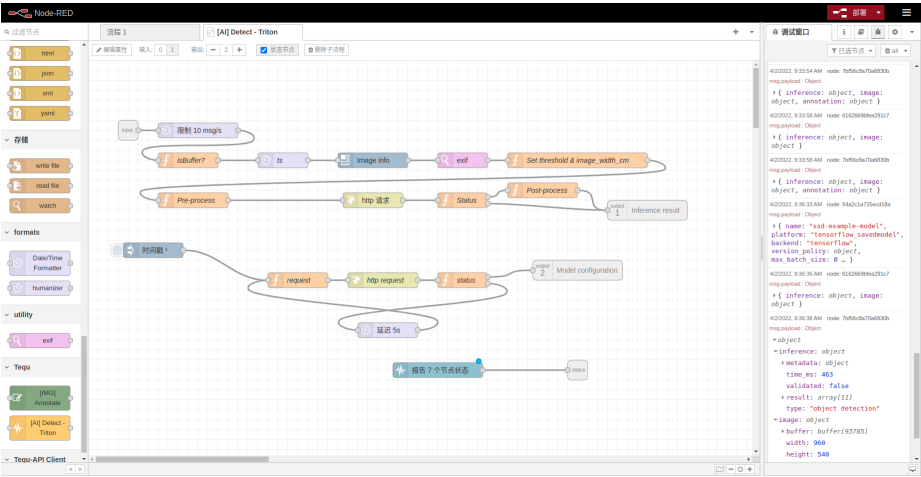 Node-RED
部署
过滤节点
流程 1
[AI] Detect - Triton
调试窗口
编辑属性
输入: 0 1
输出: 2
状态节点
删除子流程
已选节点
all
html
json
xml
yaml
存储
write file
read file
watch
formats
Date/Time
Formatter
humanizer
utility
exif
Tequ
[IMG]
Annotate
[AI] Detect -
Triton
Tequ-API Client
input
限制 10 msg/s
isBuffer?
ts
Image info
exif
Set threshold & image_width_cm
Pre-process
http 请求
Status
Post-process
output
1
Inference result
时间戳 ¹
request
http request
status
output
2
Model configuration
延迟 5s
报告 7 个节点状态
status
4/2/2022, 9:33:54 AM node: 7bf56c8a70a6830b
msg.payload : Object
{ inference: object, image:
object, annotation: object }
4/2/2022, 9:33:58 AM node: 6162669bfea291c7
msg.payload : Object
{ inference: object, image:
object }
4/2/2022, 9:33:58 AM node: 7bf56c8a70a6830b
msg.payload : Object
{ inference: object, image:
object, annotation: object }
4/2/2022, 9:36:33 AM node: 54a2c1a725ecd18a
msg.payload : Object
{ name: "ssd-example-model",
platform: "tensorflow_savedmodel",
backend: "tensorflow",
version_policy: object,
max_batch_size: 0 … }
4/2/2022, 9:36:36 AM node: 6162669bfea291c7
msg.payload : Object
{ inference: object, image:
object }
4/2/2022, 9:36:36 AM node: 7bf56c8a70a6830b
msg.payload : Object
object
inference: object
metadata: object
time_ms: 463
validated: false
result: array[11]
type: "object detection"
image: object
buffer: buffer[93785]
width: 960
height: 540